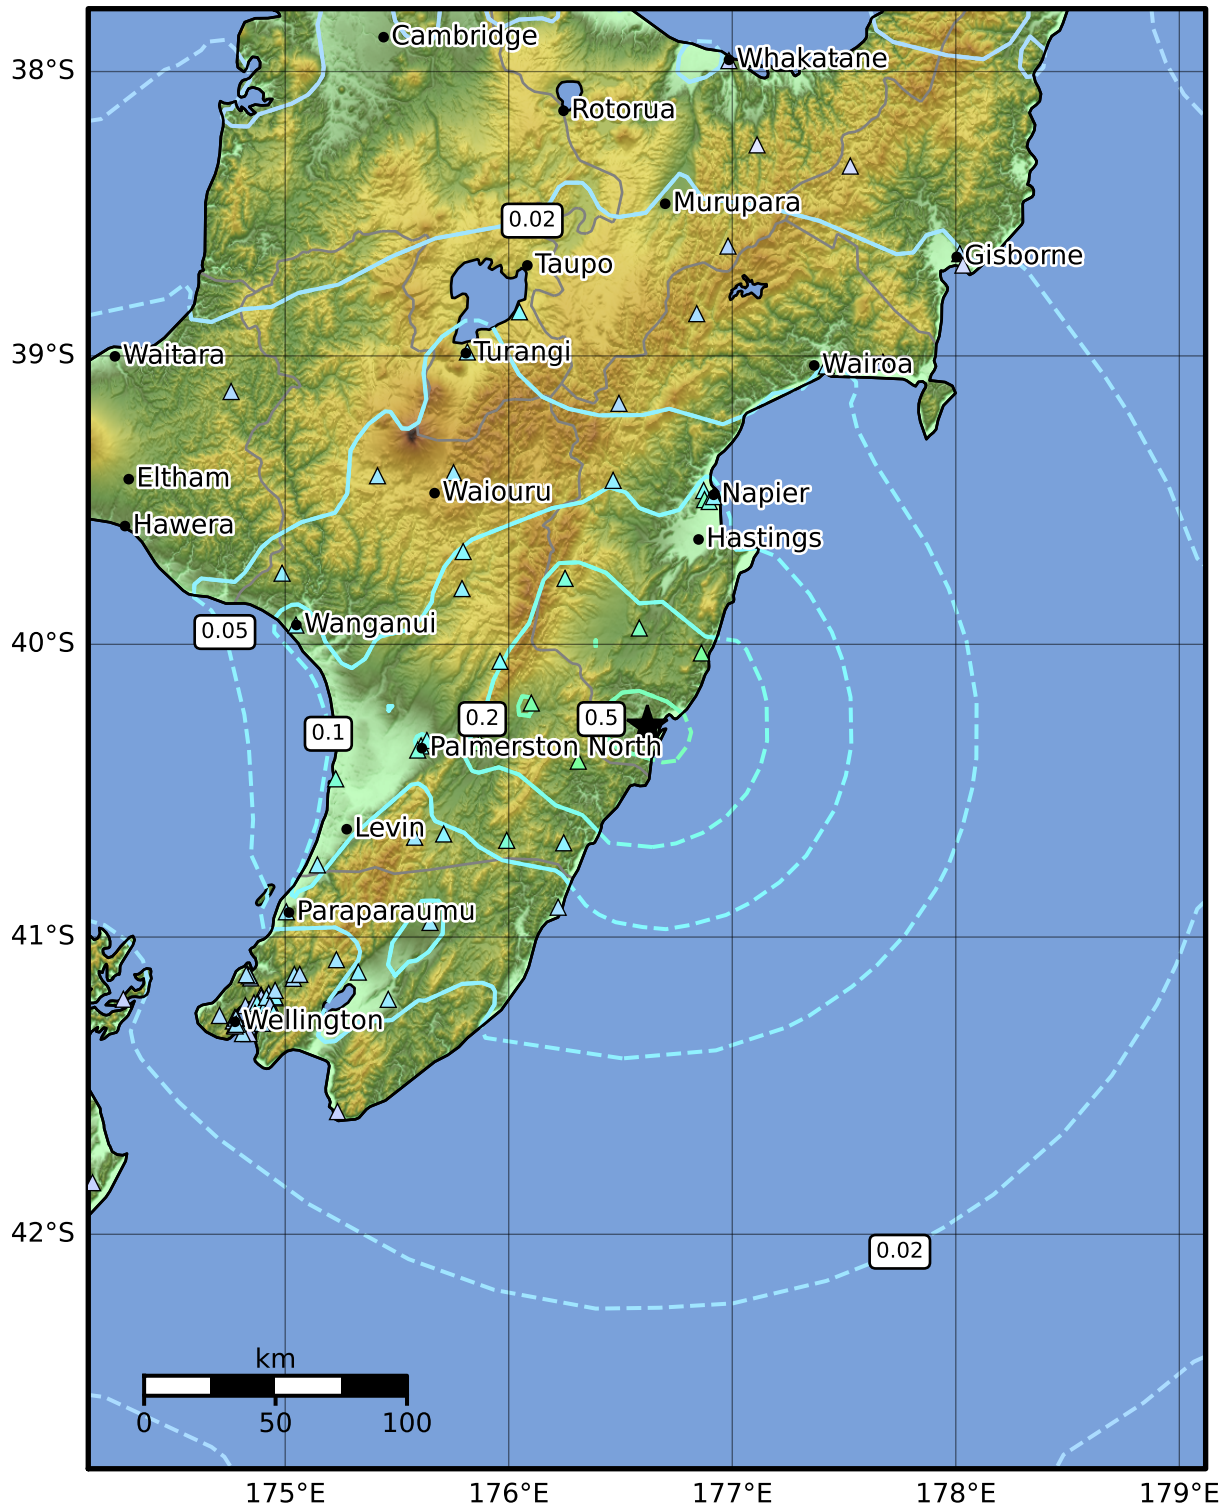 Cambridge
Whakatane
38°S
Rotorua
Murupara
0.02
Gisborne
Taupo
Waitara
39°S
Turangi
Wairoa
Eltham
Waiouru
Napier
Hawera
Hastings
0.05
Wanganui
40°S
0.1
0.2
0.5
Palmerston North
Levin
Paraparaumu
41°S
Wellington
42°S
0.02
km
0 50 100
175°E 176°E 177°E 178°E 179°E